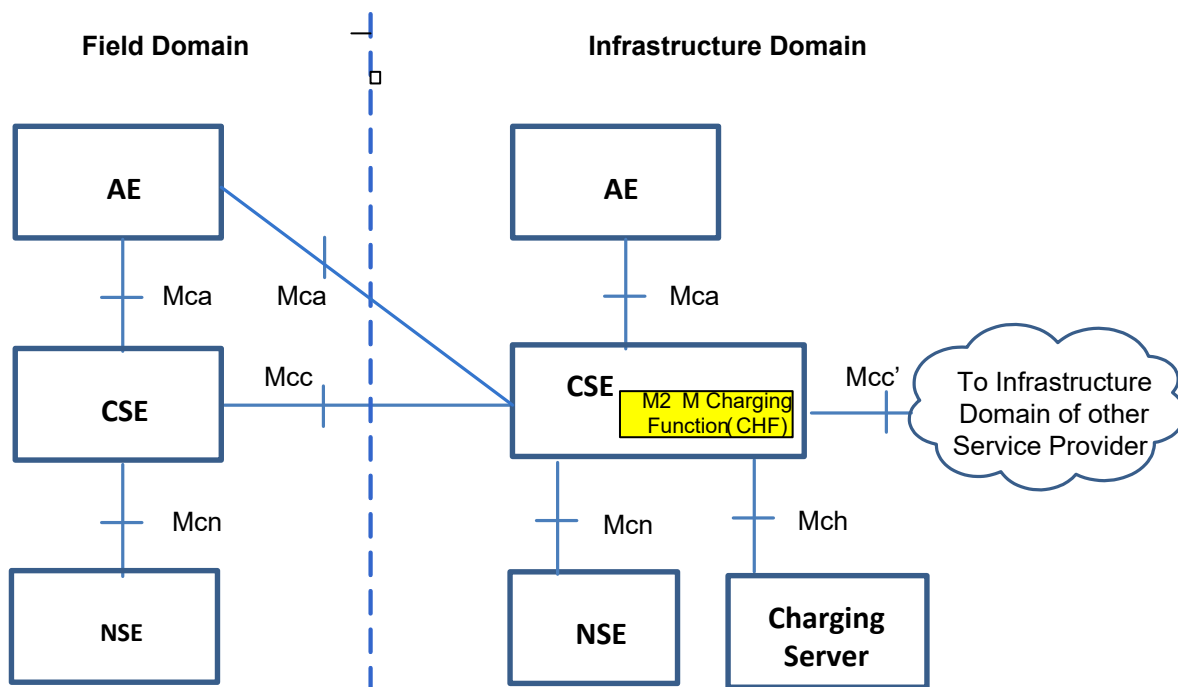 Field Domain
Infrastructure Domain
AE
AE
Mca
Mca
Mca
CSE
Mcc
CSE
M2 M Charging
Function( CHF)
Mcc’
To Infrastructure
Domain of other
Service Provider
Mcn
Mcn
Mch
NSE
NSE
Charging
Server